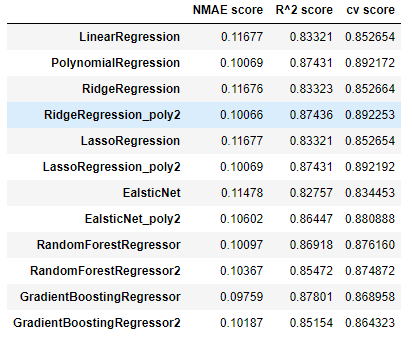 NMAE score R^2 score cv score
LinearRegression 0.11677 0.83321 0.852654
PolynomialRegression 0.10069 0.87431 0.892172
RidgeRegression 0.11676 0.83323 0.852664
RidgeRegression_poly2 0.10066 0.87436 0.892253
LassoRegression 0.11677 0.83321 0.852654
LassoRegression_poly2 0.10069 0.87431 0.892192
EalsticNet 0.11478 0.82757 0.834453
EalsticNet_poly2 0.10602 0.86447 0.880888
RandomForestRegressor 0.10097 0.86918 0.876160
RandomForestRegressor2 0.10367 0.85472 0.874872
GradientBoostingRegressor 0.09759 0.87801 0.868958
GradientBoostingRegressor2 0.10187 0.85154 0.864323